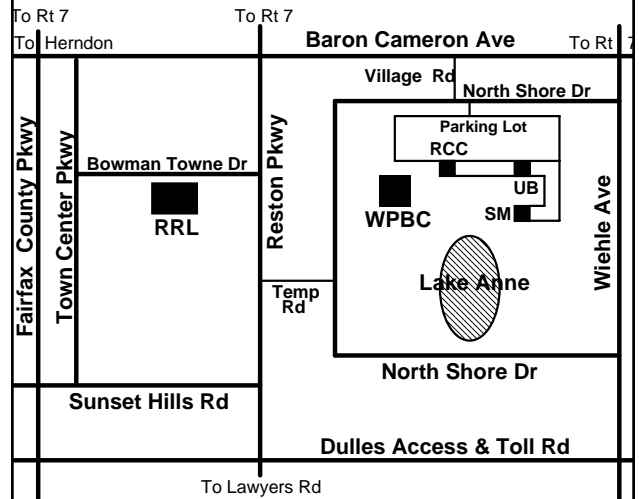 To Rt 7
To Rt 7
To Herndon
Baron Cameron Ave
To Rt 7
Village Rd
North Shore Dr
Parking Lot
RCC
Bowman Towne Dr
UB
SM
WPBC
RRL
Fairfax County Pkwy
Town Center Pkwy
Reston Pkwy
Wiehle Ave
Lake Anne
Temp
Rd
North Shore Dr
Sunset Hills Rd
Dulles Access & Toll Rd
To Lawyers Rd